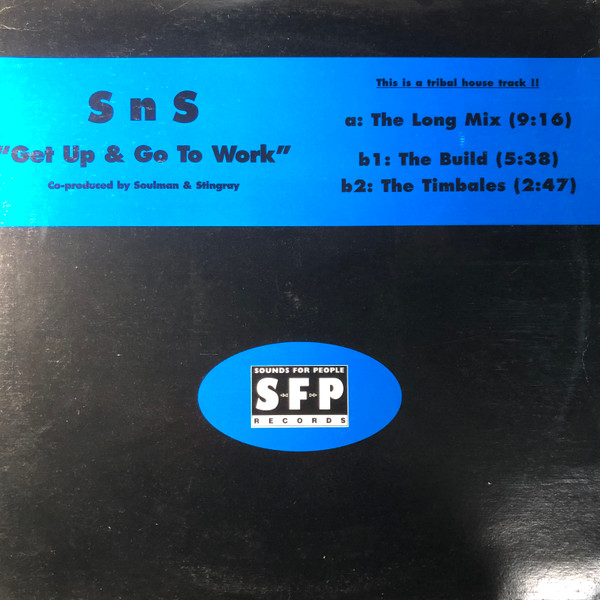 S n S
"Get Up & Go To Work"
Co-produced by Soulman & Stingray
This is a tribal house track !!
a: The Long Mix (9:16)
b1: The Build (5:38)
b2: The Timbales (2:47)
SOUNDS FOR PEOPLE
S·F·P
RECORDS